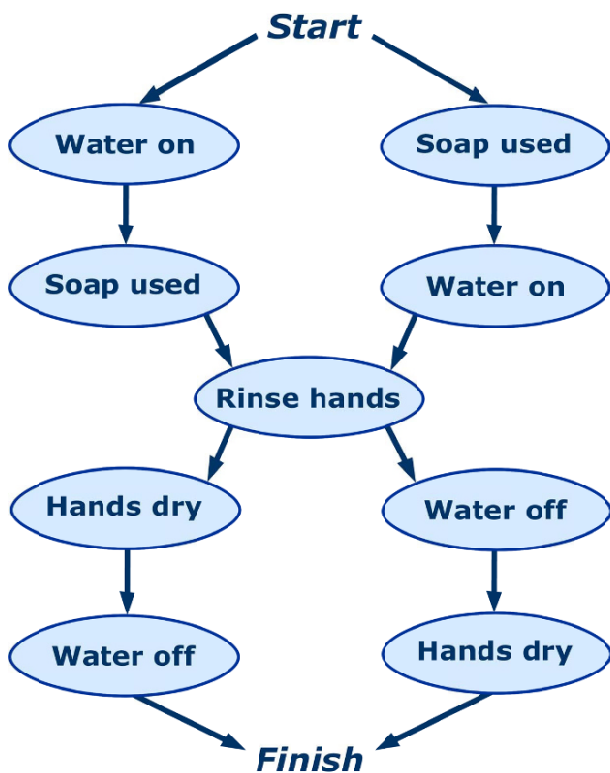 Start
Water on
Soap used
Soap used
Water on
Rinse hands
Hands dry
Water off
Water off
Hands dry
Finish